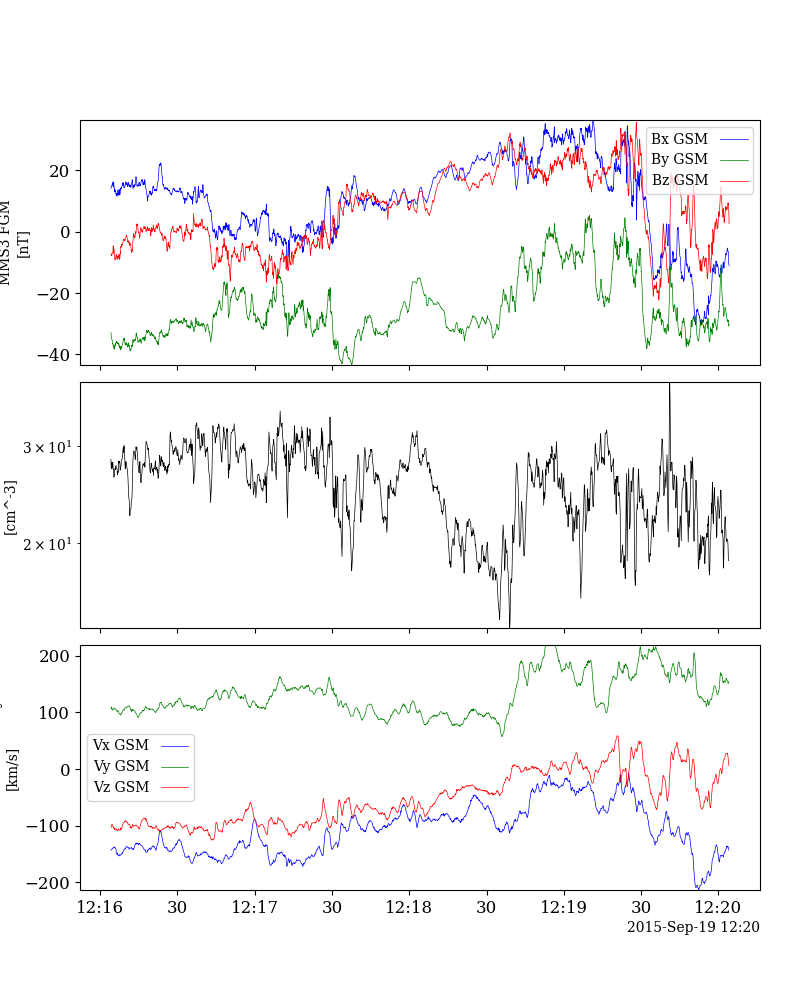 Bx GSM
By GSM
Bz GSM
20
0
−20
−40
MMS3 FGM
[nT]
3 × 10¹
2 × 10¹
[cm^-3]
200
100
0
−100
−200
[km/s]
Vx GSM
Vy GSM
Vz GSM
12:16
30
12:17
30
12:18
30
12:19
30
12:20
2015-Sep-19 12:20